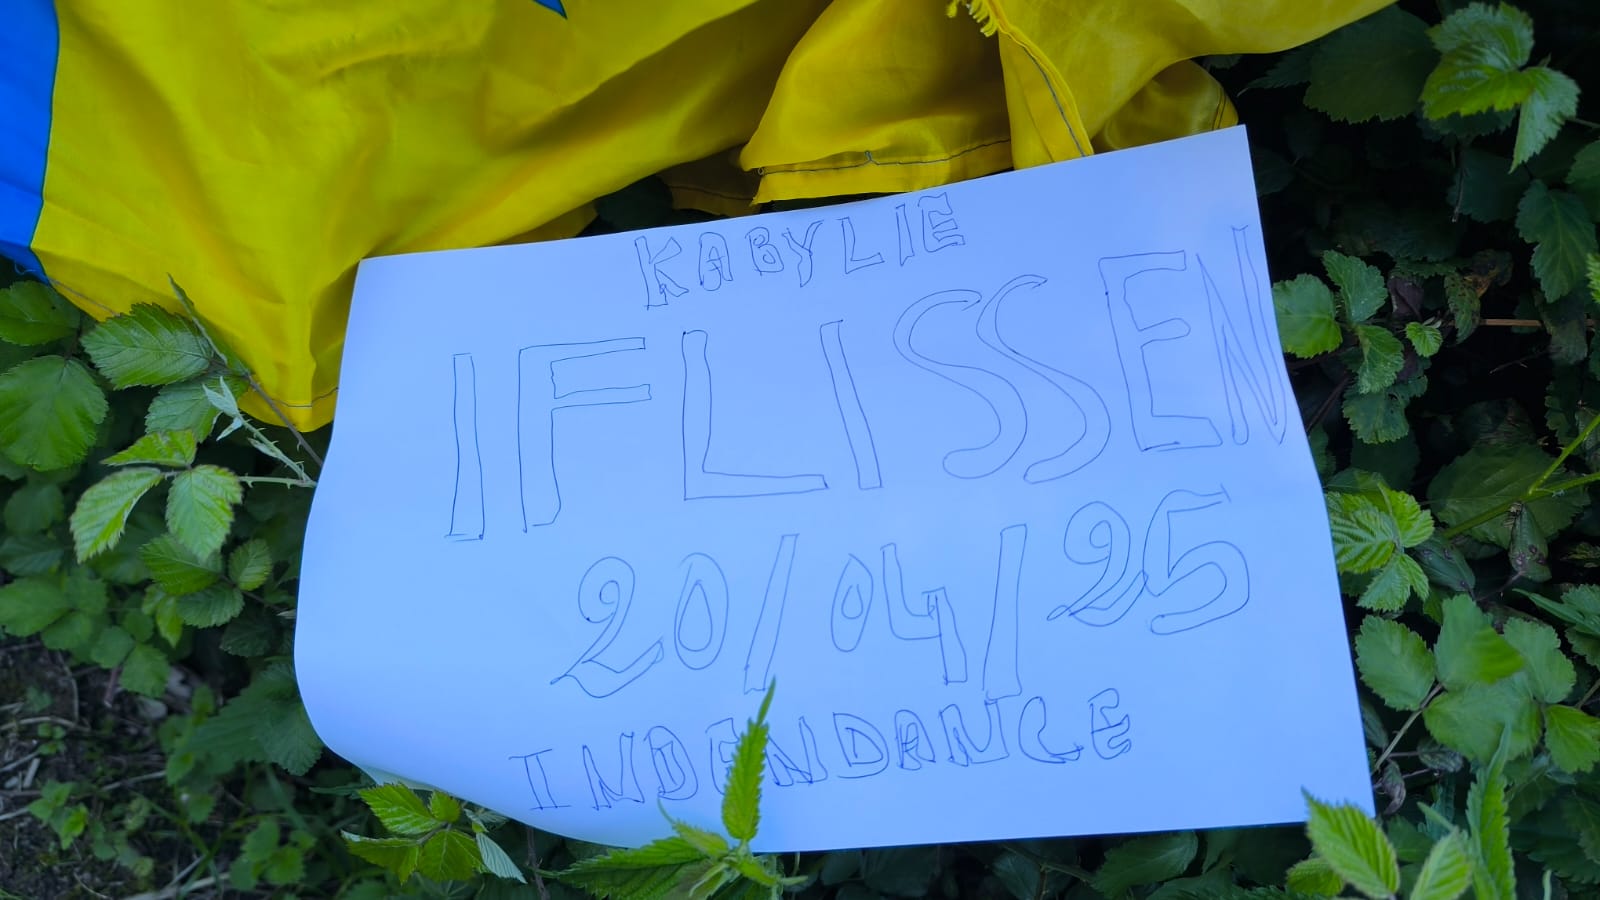 KABYLIE
IFLISSEN
20/04/25
INDENDANCE